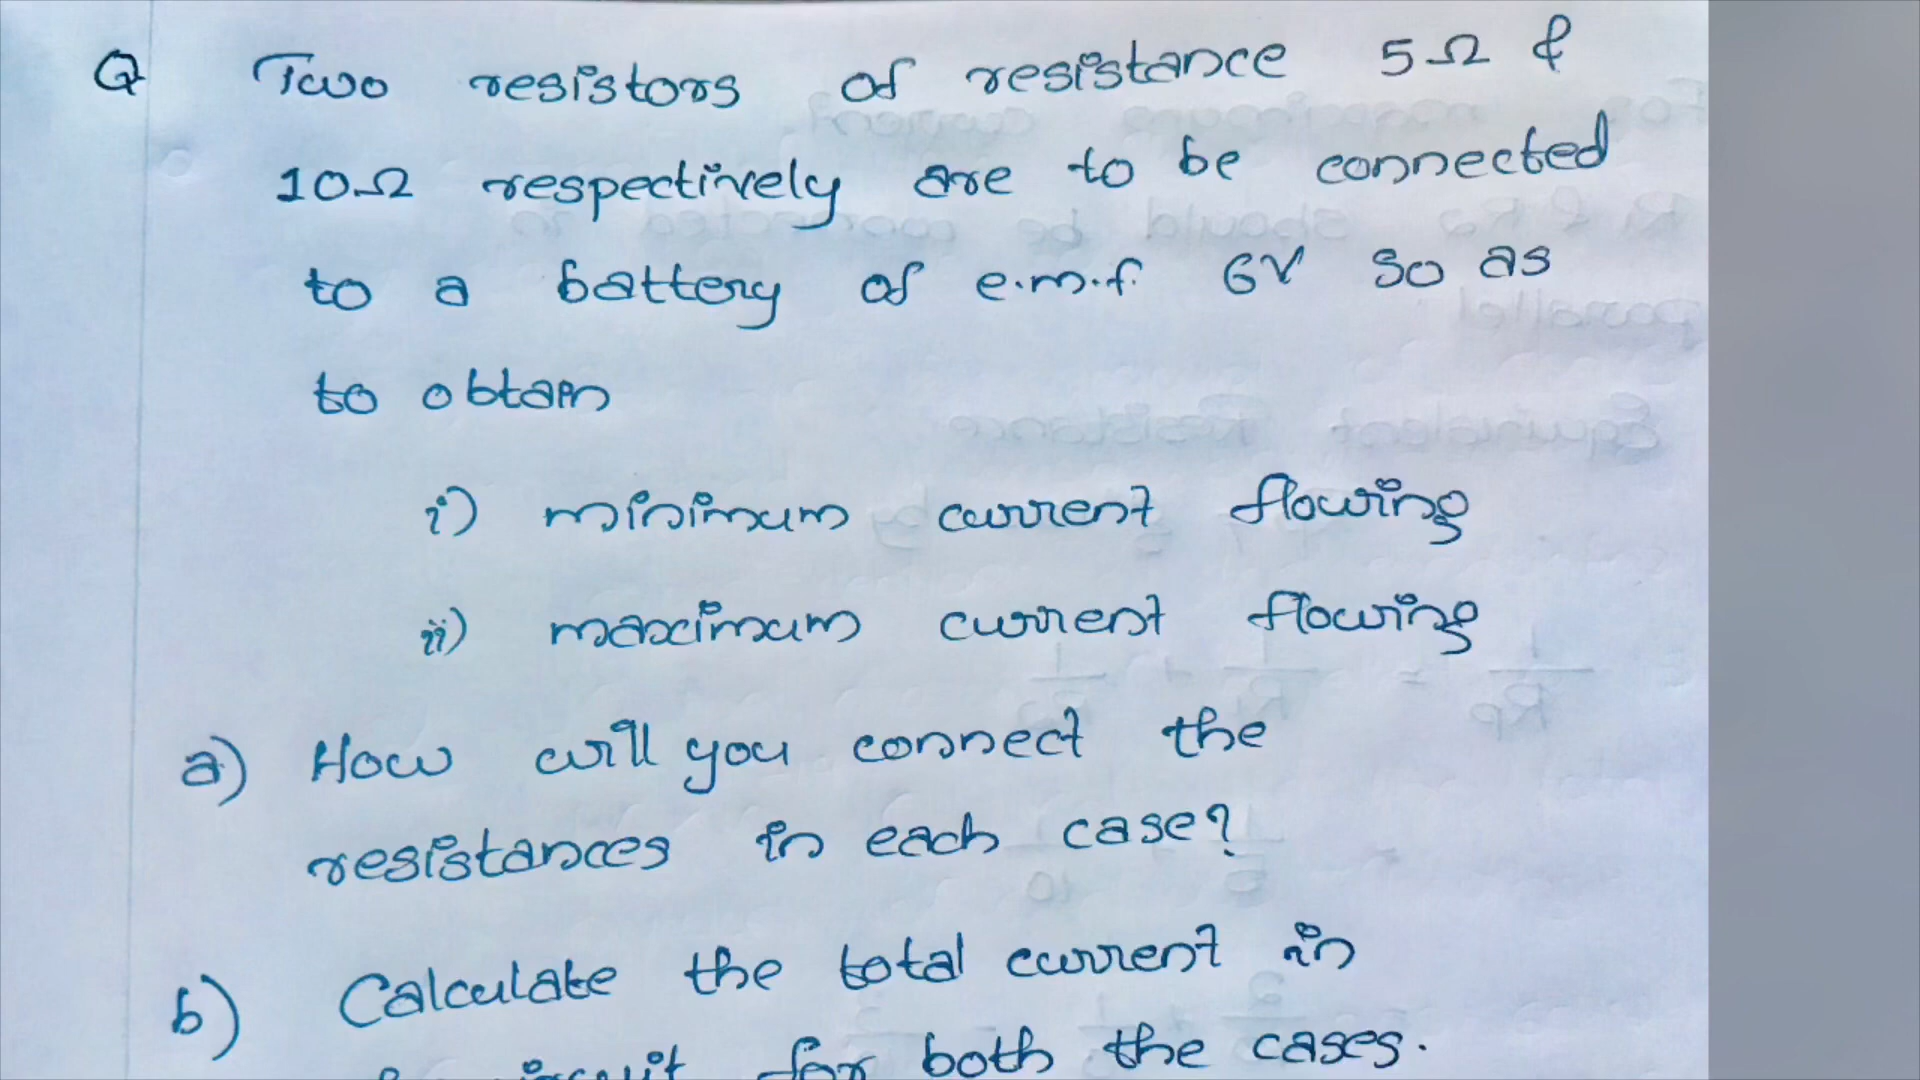 Q Two resistors of resistance 5Ω &
10Ω respectively are to be connected
to a battery of e.m.f. 6V so as
to obtain
i) minimum current flowing
ii) maximum current flowing
a) How will you connect the
resistances in each case?
b) Calculate the total current in
circuit for both the cases.